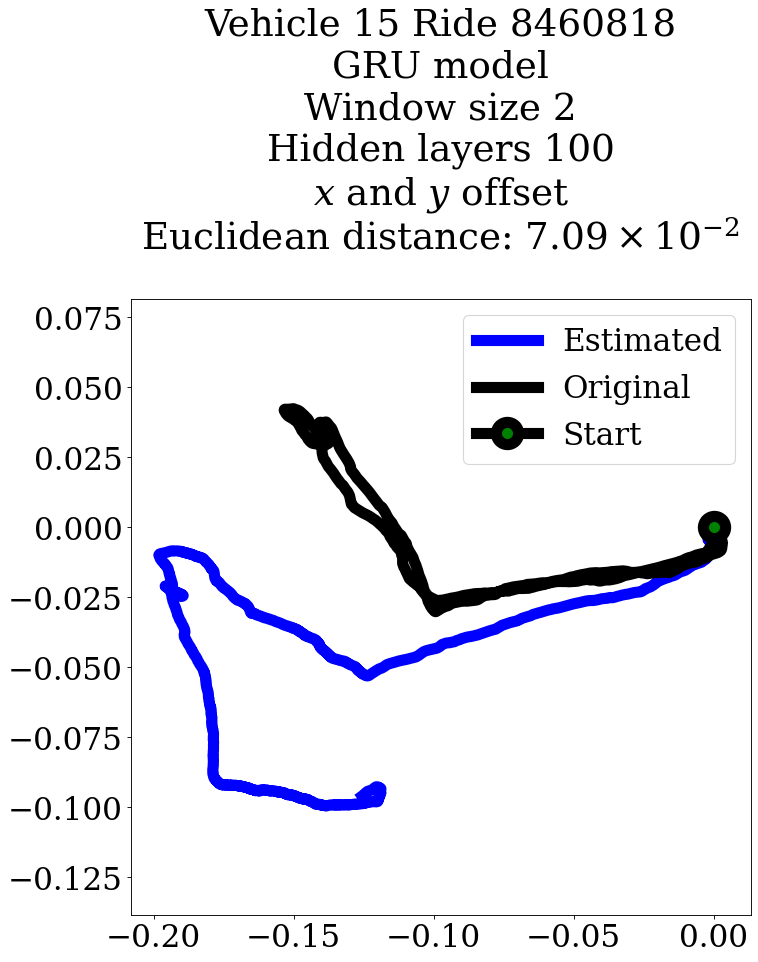 Vehicle 15 Ride 8460818
GRU model
Window size 2
Hidden layers 100
x and y offset
Euclidean distance: 7.09 × 10⁻²
Estimated
Original
Start
0.075
0.050
0.025
0.000
−0.025
−0.050
−0.075
−0.100
−0.125
−0.20 −0.15 −0.10 −0.05 0.00